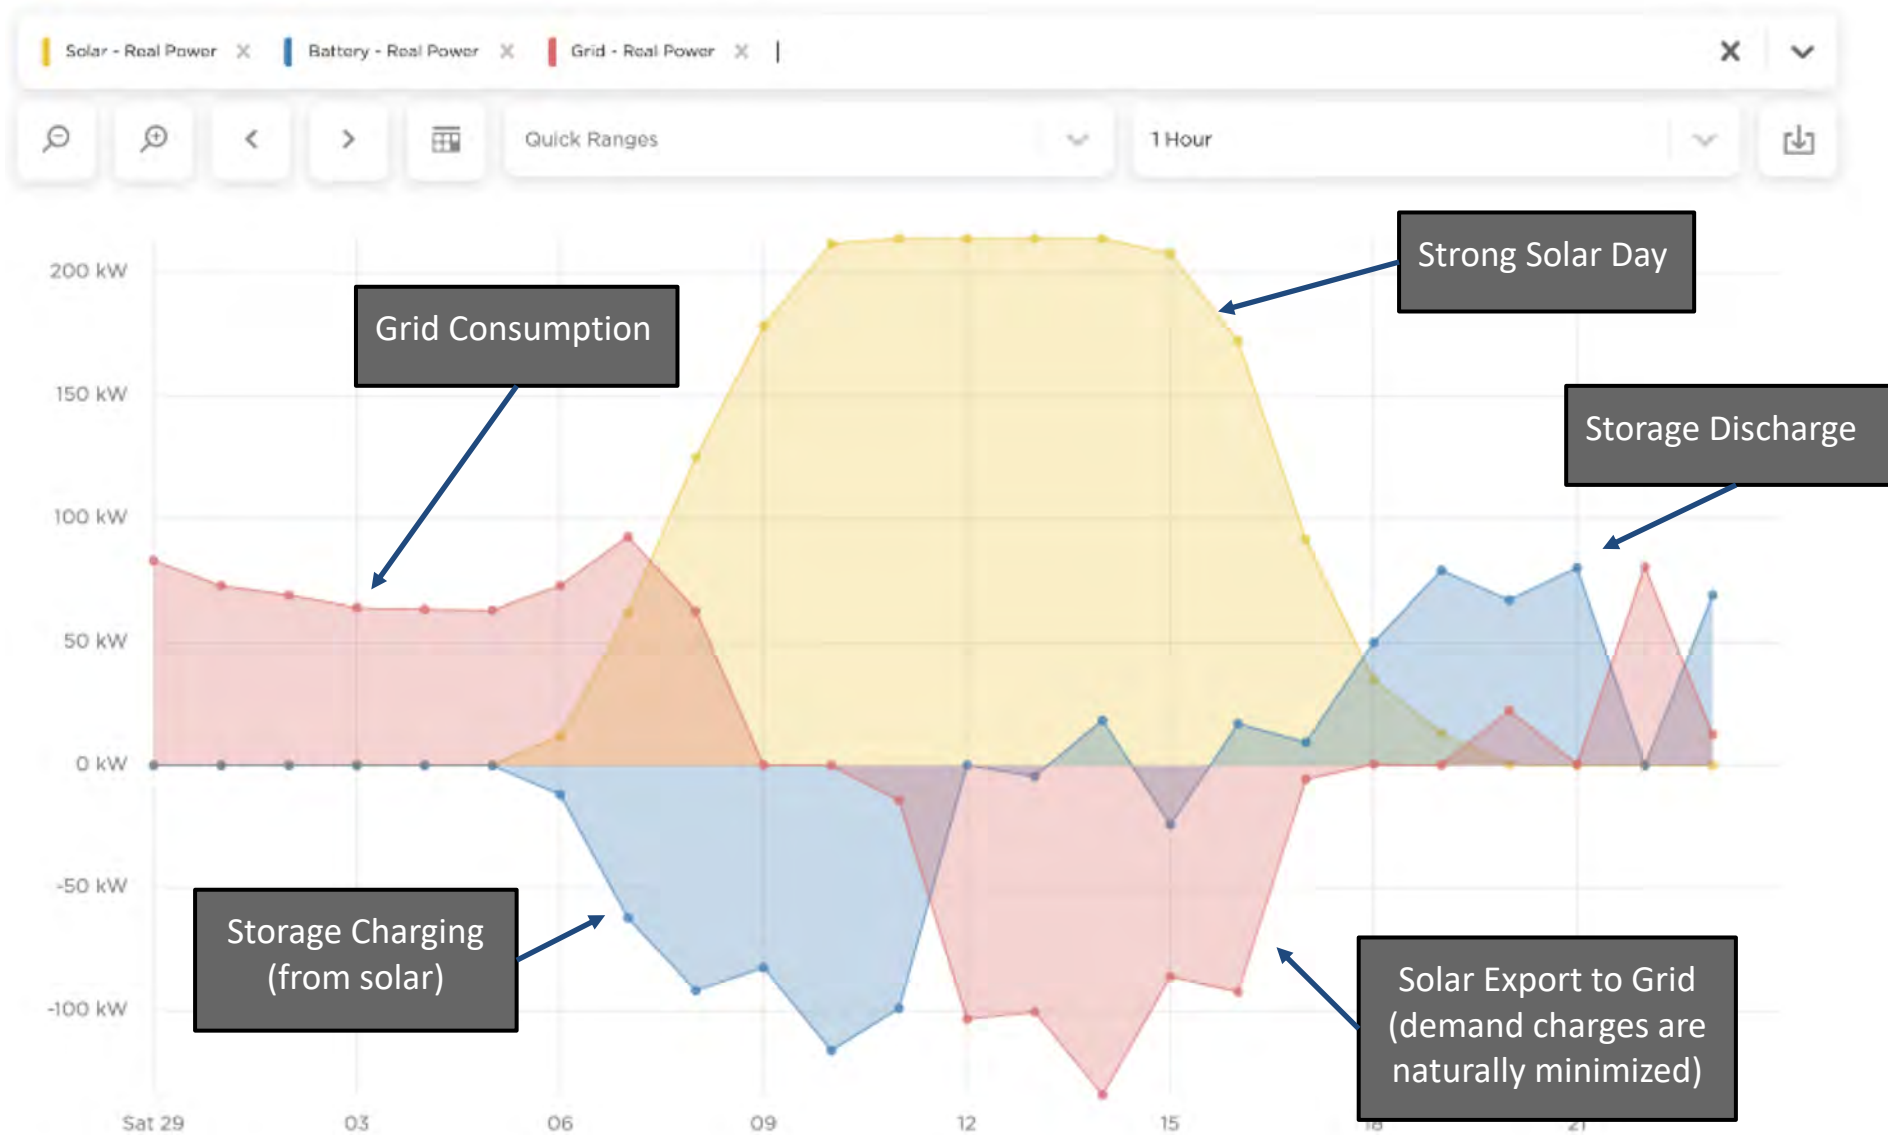 Solar - Real Power Battery - Real Power Grid - Real Power
Quick Ranges 1 Hour
Strong Solar Day
200 kW
Grid Consumption
150 kW
Storage Discharge
100 kW
50 kW
0 kW
-50 kW
Storage Charging
(from solar)
Solar Export to Grid
(demand charges are
naturally minimized)
-100 kW
Sat 29 03 06 09 12 15 18 21